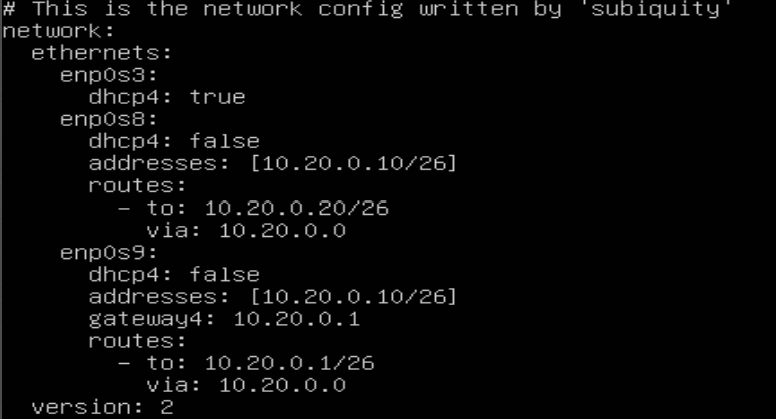 # This is the network config written by 'subiquity'
network:
  ethernets:
    enp0s3:
      dhcp4: true
    enp0s8:
      dhcp4: false
      addresses: [10.20.0.10/26]
      routes:
        - to: 10.20.0.20/26
          via: 10.20.0.0
    enp0s9:
      dhcp4: false
      addresses: [10.20.0.10/26]
      gateway4: 10.20.0.1
      routes:
        - to: 10.20.0.1/26
          via: 10.20.0.0
  version: 2